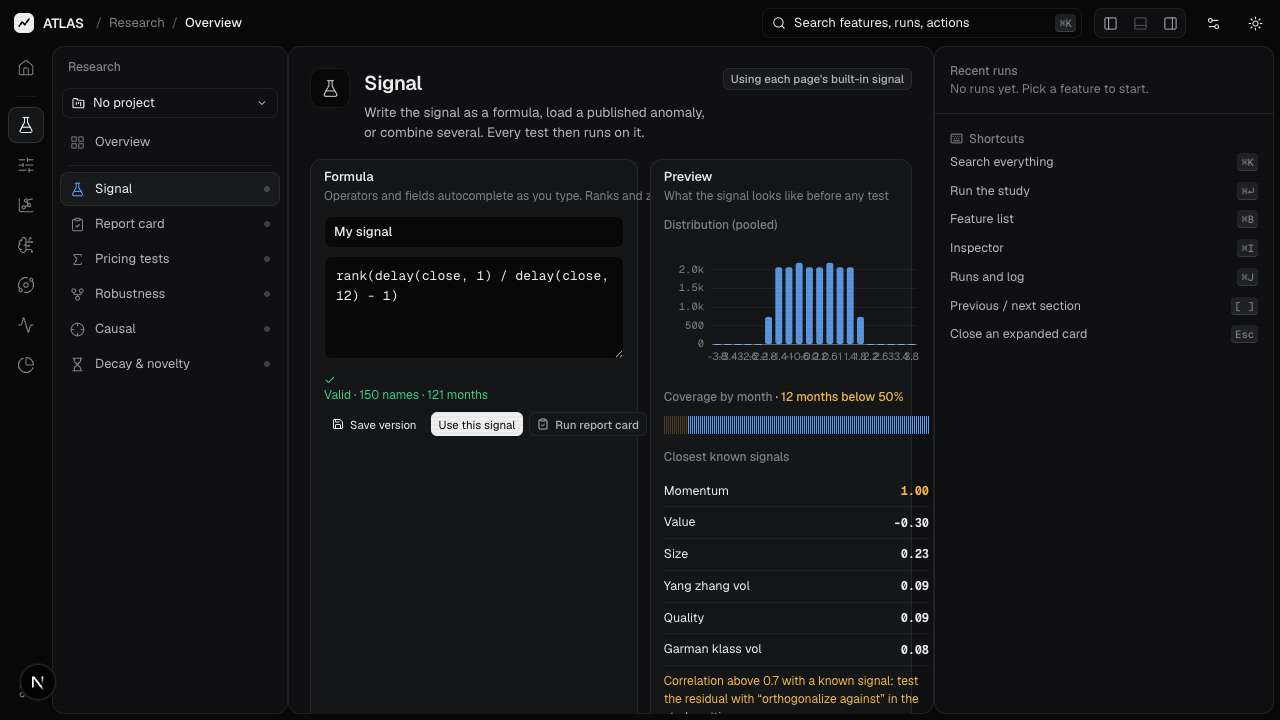 ATLAS / Research / Overview
Search features, runs, actions ⌘K
Research
No project
Overview
Signal
Report card
Pricing tests
Robustness
Causal
Decay & novelty
N
Signal
Using each page's built-in signal
Write the signal as a formula, load a published anomaly,
or combine several. Every test then runs on it.
Formula
Operators and fields autocomplete as you type. Ranks and z
My signal
rank(delay(close, 1) / delay(close,
12) - 1)
Valid · 150 names · 121 months
Save version
Use this signal
Run report card
Preview
What the signal looks like before any test
Distribution (pooled)
2.0k
1.5k
1.0k
500
0
Coverage by month · 12 months below 50%
Closest known signals
Momentum 1.00
Value -0.30
Size 0.23
Yang zhang vol 0.09
Quality 0.09
Garman klass vol 0.08
Correlation above 0.7 with a known signal: test
the residual with “orthogonalize against” in the
Recent runs
No runs yet. Pick a feature to start.
Shortcuts
Search everything ⌘K
Run the study ⌘↵
Feature list ⌘B
Inspector ⌘I
Runs and log ⌘J
Previous / next section [ ]
Close an expanded card Esc